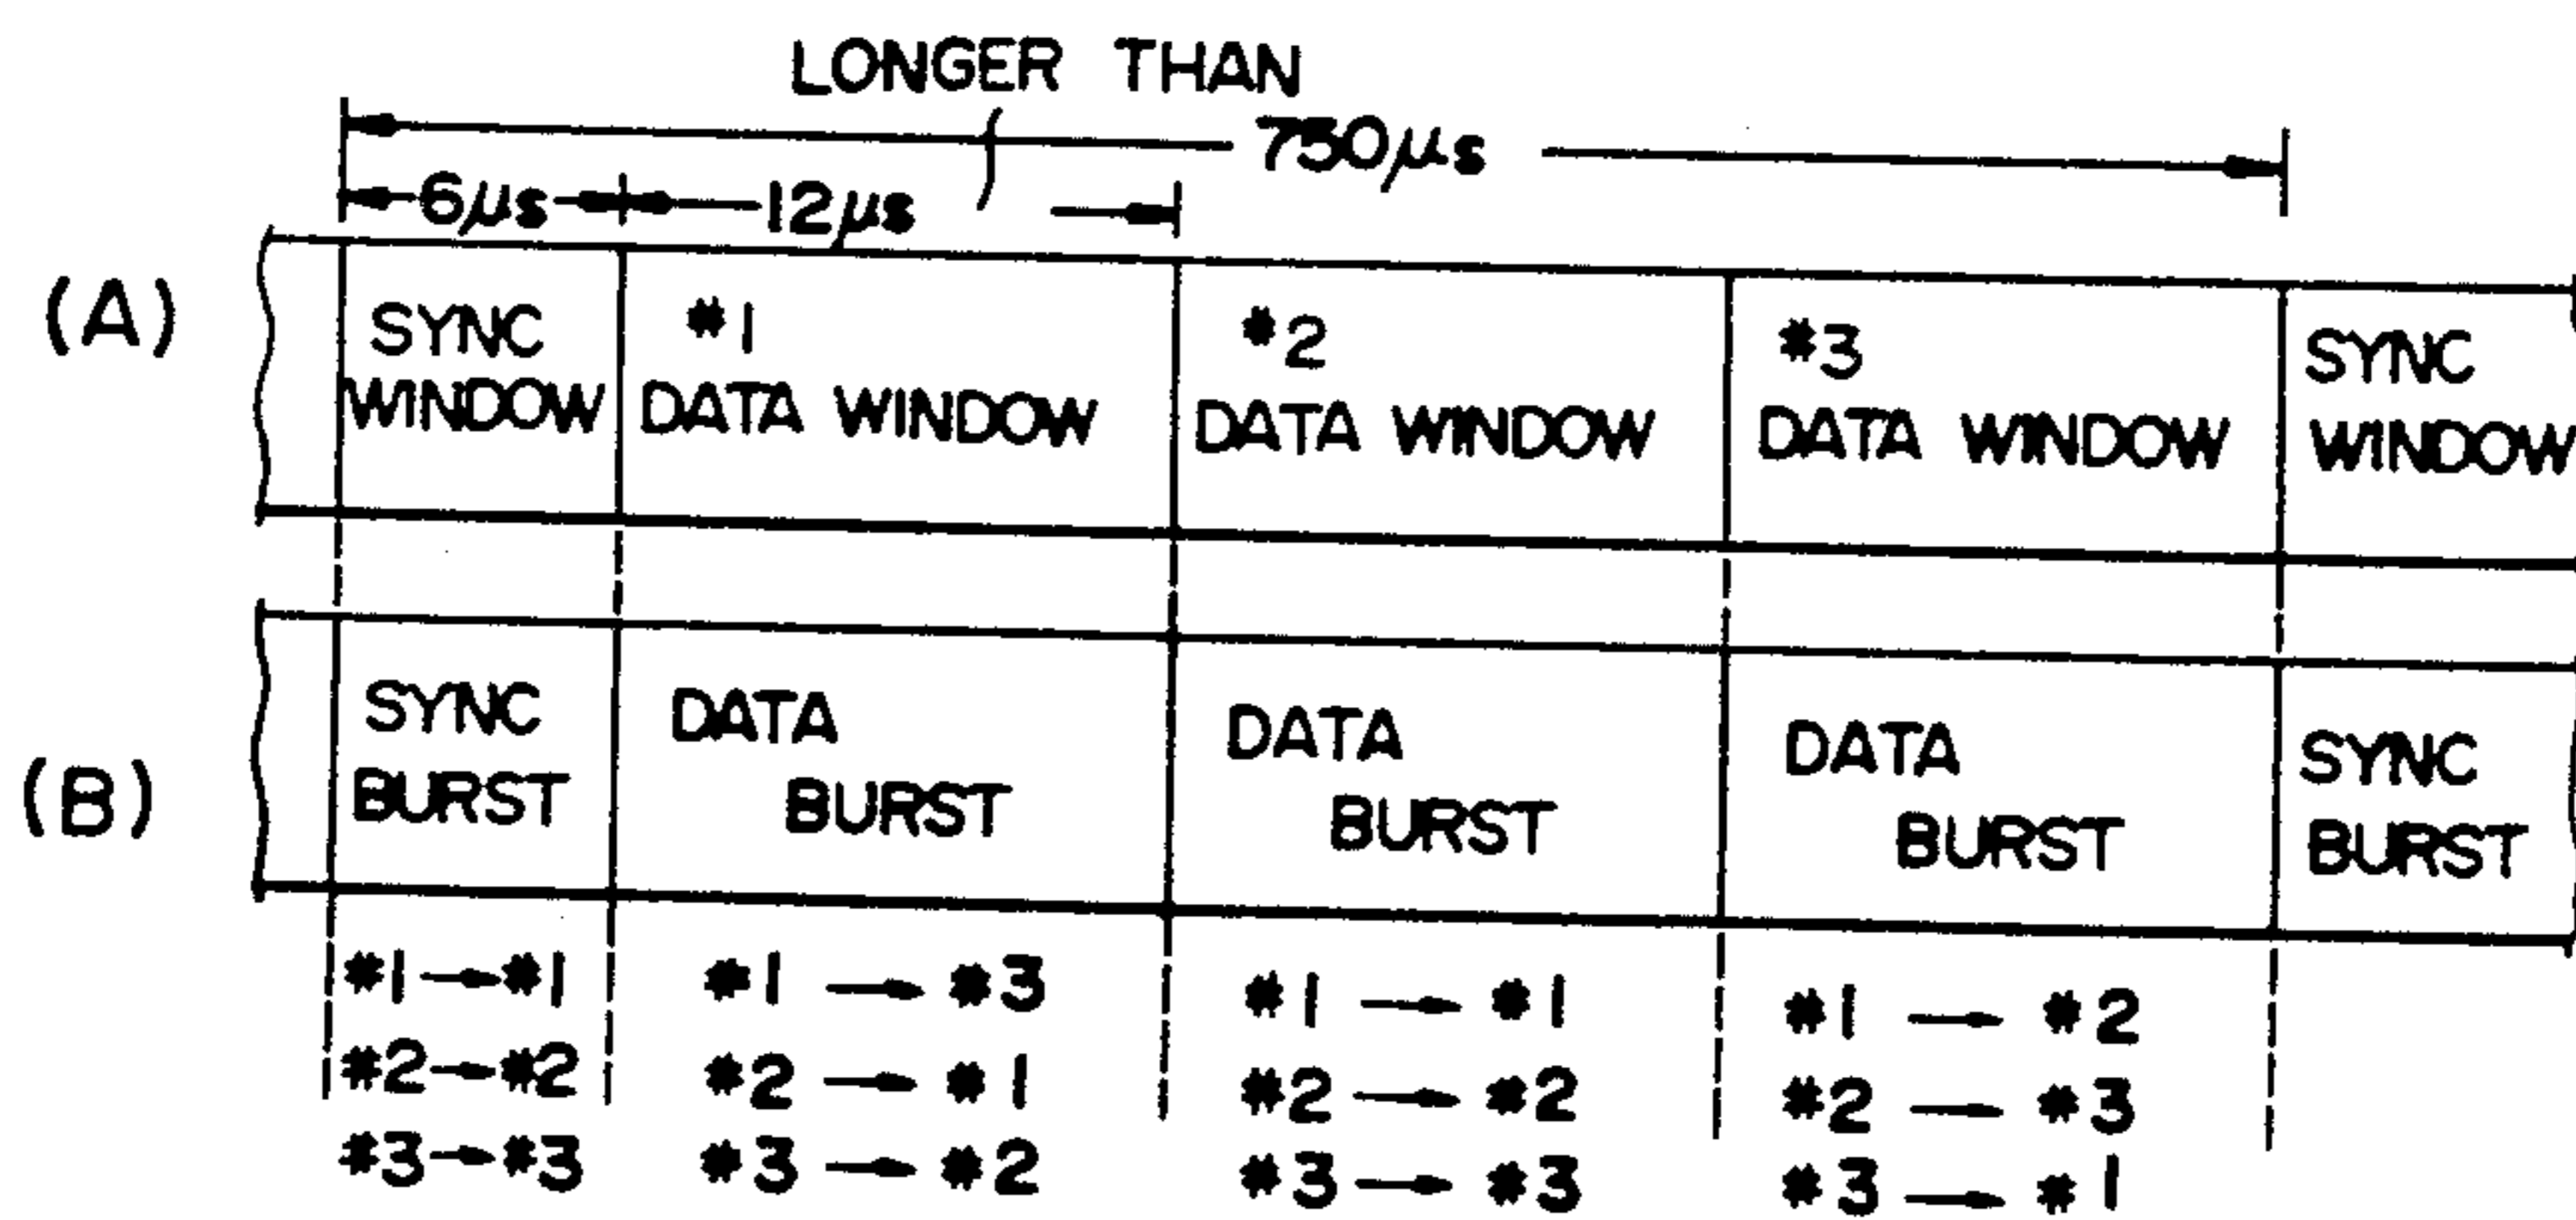 LONGER THAN
750μs
6μs 12μs
(A)
SYNC WINDOW
#1 DATA WINDOW
#2 DATA WINDOW
#3 DATA WINDOW
SYNC WINDOW
(B)
SYNC BURST
DATA BURST
DATA BURST
DATA BURST
SYNC BURST
#1→#1 #1→#3 #1→#1 #1→#2
#2→#2 #2→#1 #2→#2 #2→#3
#3→#3 #3→#2 #3→#3 #3→#1